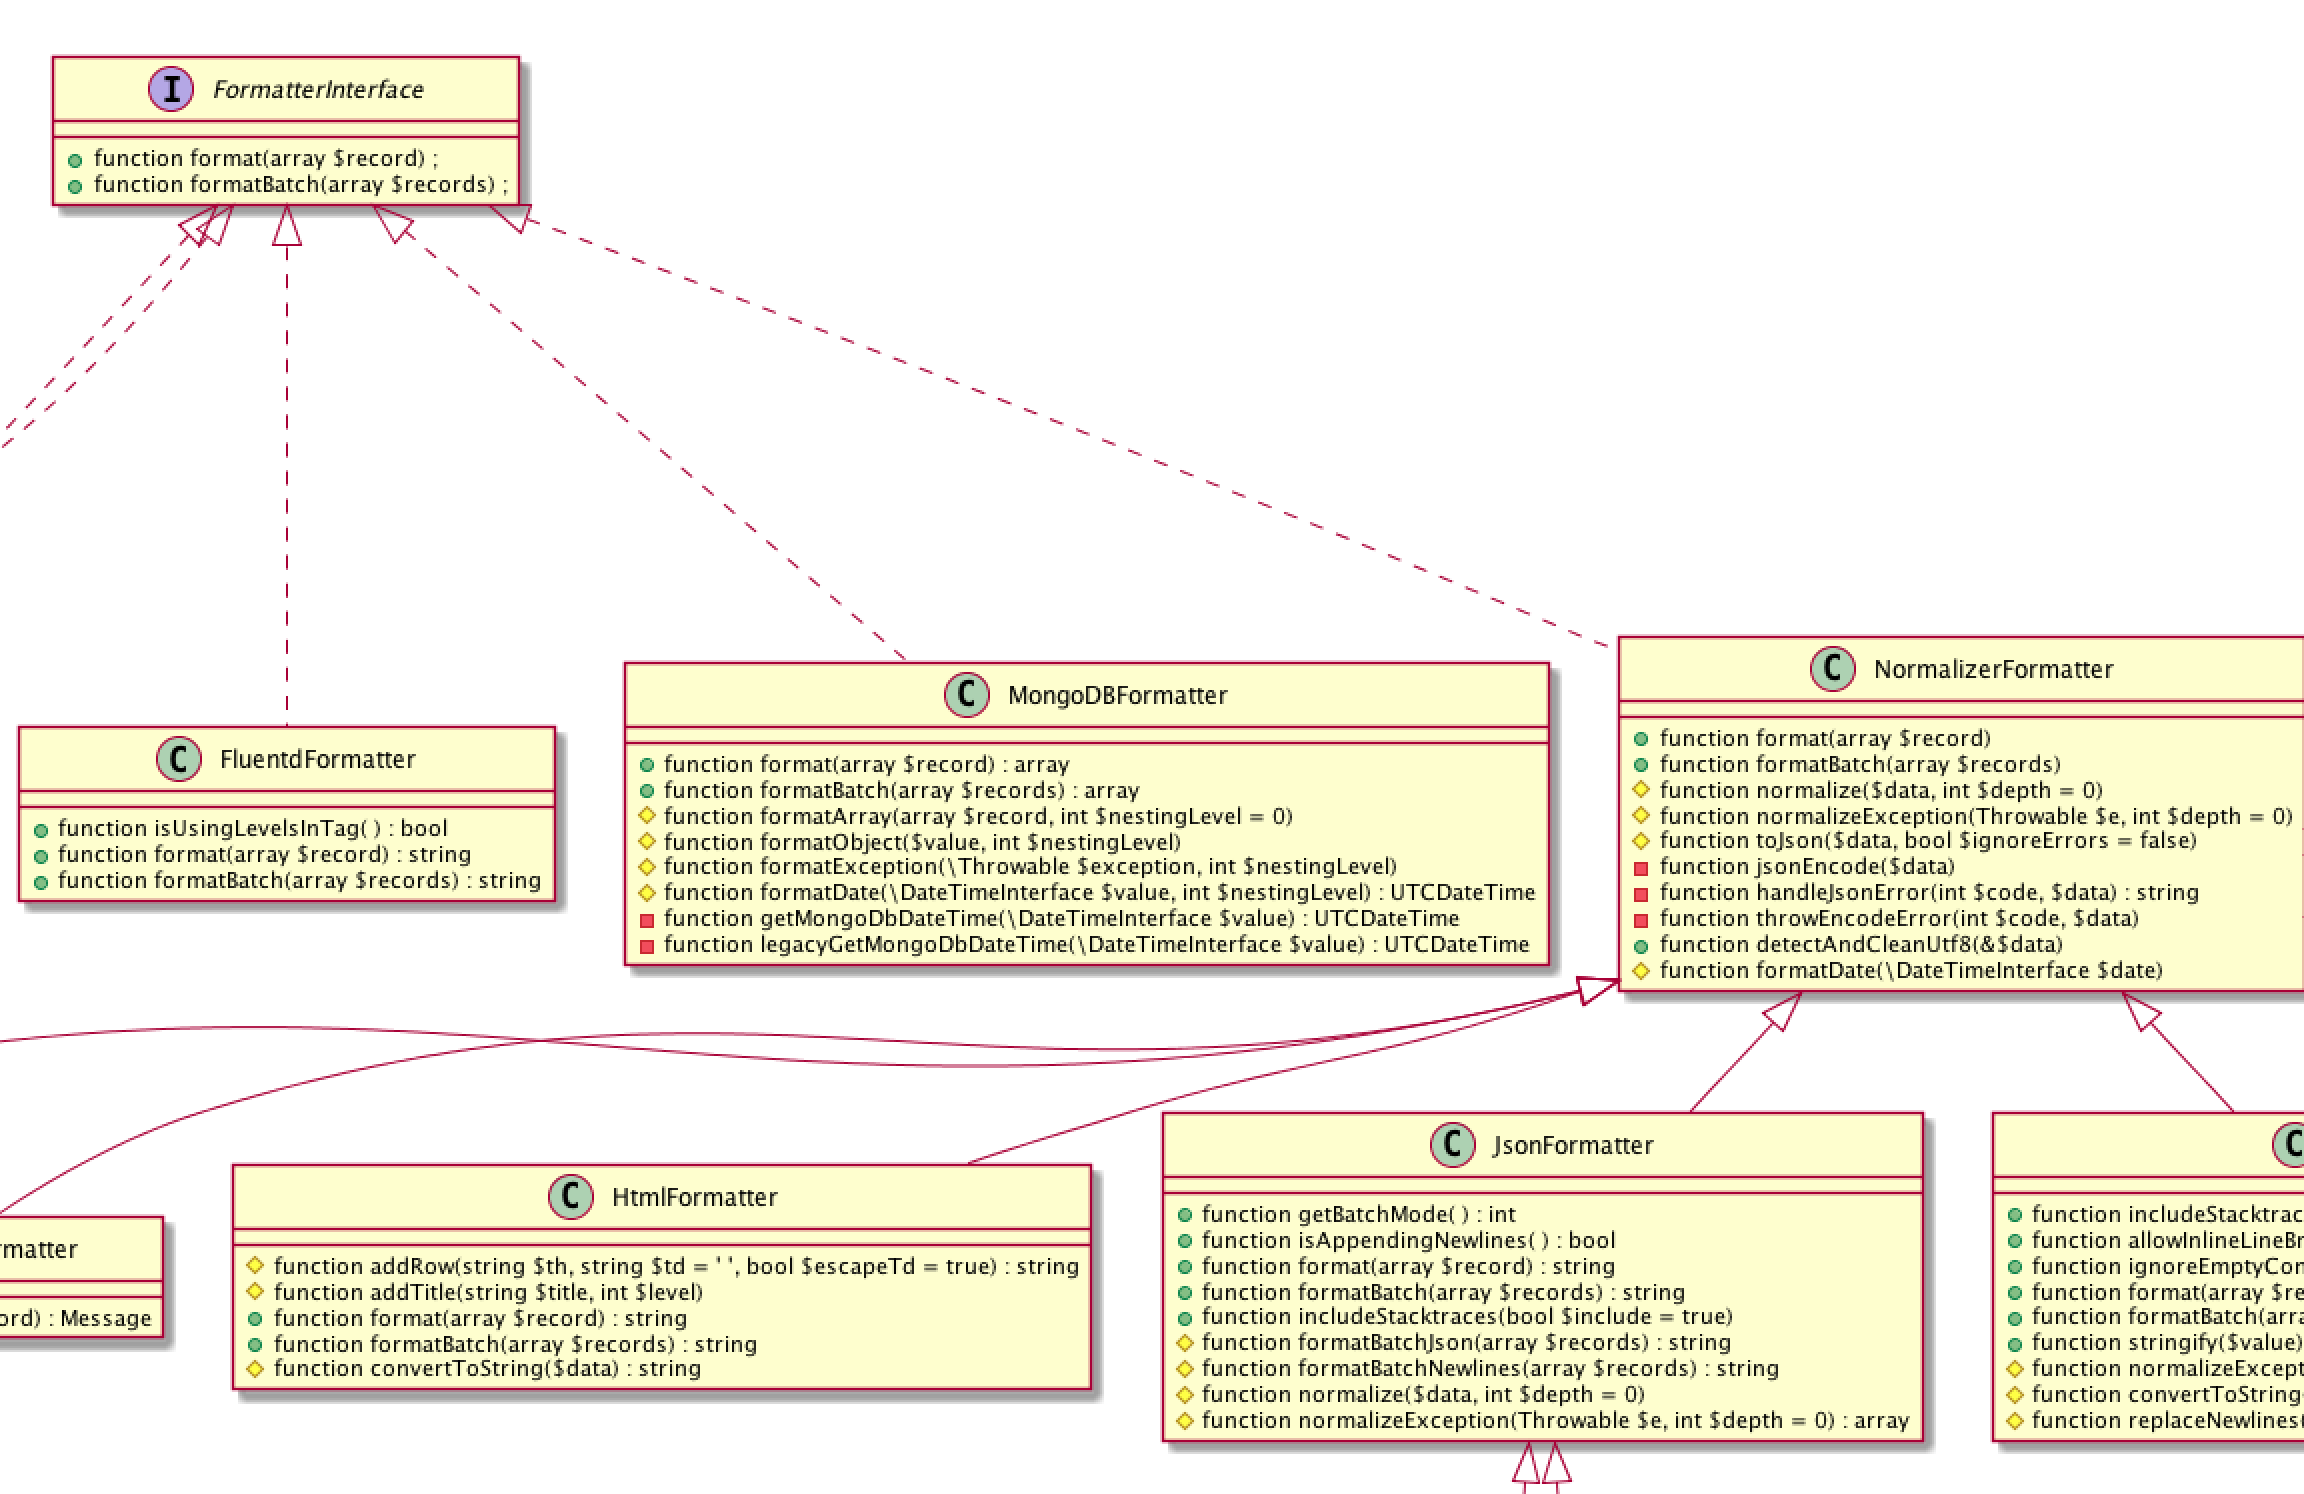 I FormatterInterface
function format(array $record) ;
function formatBatch(array $records) ;
C FluentdFormatter
function isUsingLevelsInTag( ) : bool
function format(array $record) : string
function formatBatch(array $records) : string
C MongoDBFormatter
function format(array $record) : array
function formatBatch(array $records) : array
function formatArray(array $record, int $nestingLevel = 0)
function formatObject($value, int $nestingLevel)
function formatException(\Throwable $exception, int $nestingLevel)
function formatDate(\DateTimeInterface $value, int $nestingLevel) : UTCDateTime
function getMongoDbDateTime(\DateTimeInterface $value) : UTCDateTime
function legacyGetMongoDbDateTime(\DateTimeInterface $value) : UTCDateTime
C NormalizerFormatter
function format(array $record)
function formatBatch(array $records)
function normalize($data, int $depth = 0)
function normalizeException(Throwable $e, int $depth = 0)
function toJson($data, bool $ignoreErrors = false)
function jsonEncode($data)
function handleJsonError(int $code, $data) : string
function throwEncodeError(int $code, $data)
function detectAndCleanUtf8(&$data)
function formatDate(\DateTimeInterface $date)
rmatter
ord) : Message
C HtmlFormatter
function addRow(string $th, string $td = ' ', bool $escapeTd = true) : string
function addTitle(string $title, int $level)
function format(array $record) : string
function formatBatch(array $records) : string
function convertToString($data) : string
C JsonFormatter
function getBatchMode( ) : int
function isAppendingNewlines( ) : bool
function format(array $record) : string
function formatBatch(array $records) : string
function includeStacktraces(bool $include = true)
function formatBatchJson(array $records) : string
function formatBatchNewlines(array $records) : string
function normalize($data, int $depth = 0)
function normalizeException(Throwable $e, int $depth = 0) : array
C
function includeStacktrac
function allowInlineLineBr
function ignoreEmptyCon
function format(array $re
function formatBatch(arra
function stringify($value)
function normalizeExcept
function convertToString
function replaceNewlines(